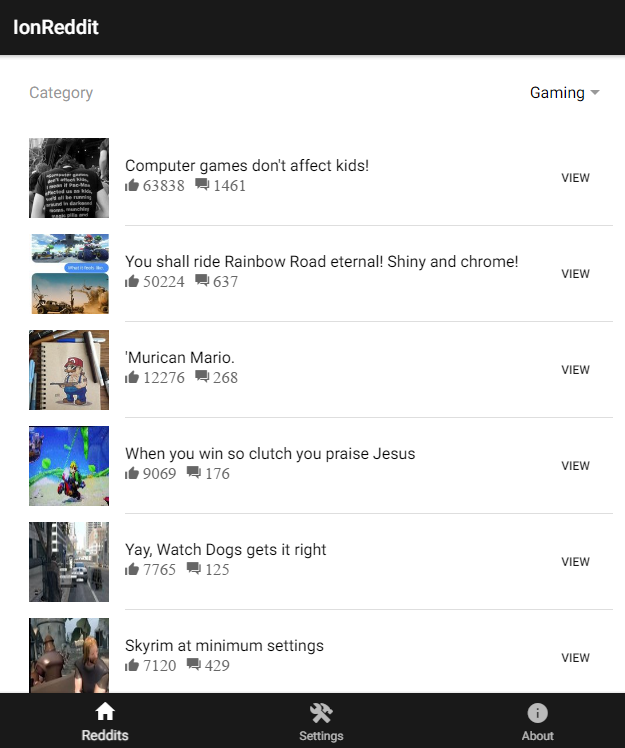 IonReddit
Category
Gaming
Computer games don't affect kids!
63838 1461
VIEW
You shall ride Rainbow Road eternal! Shiny and chrome!
50224 637
VIEW
'Murican Mario.
12276 268
VIEW
When you win so clutch you praise Jesus
9069 176
VIEW
Yay, Watch Dogs gets it right
7765 125
VIEW
Skyrim at minimum settings
7120 429
VIEW
Reddits
Settings
About